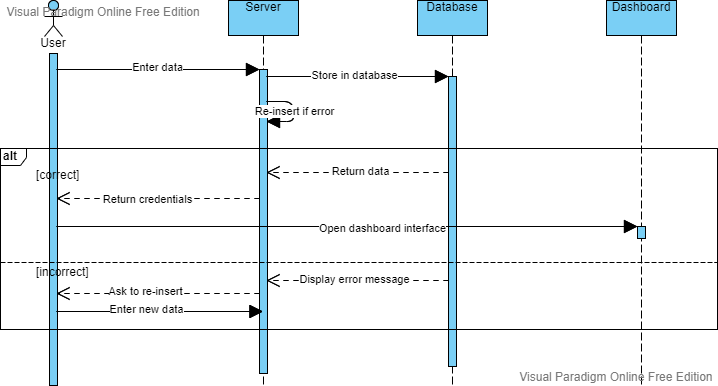 Visual Paradigm Online Free Edition
Server
Database
Dashboard
User
Enter data
Store in database
Re-insert if error
alt
Return data
[correct]
Return credentials
Open dashboard interface
[incorrect]
Display error message
Ask to re-insert
Enter new data
Visual Paradigm Online Free Edition